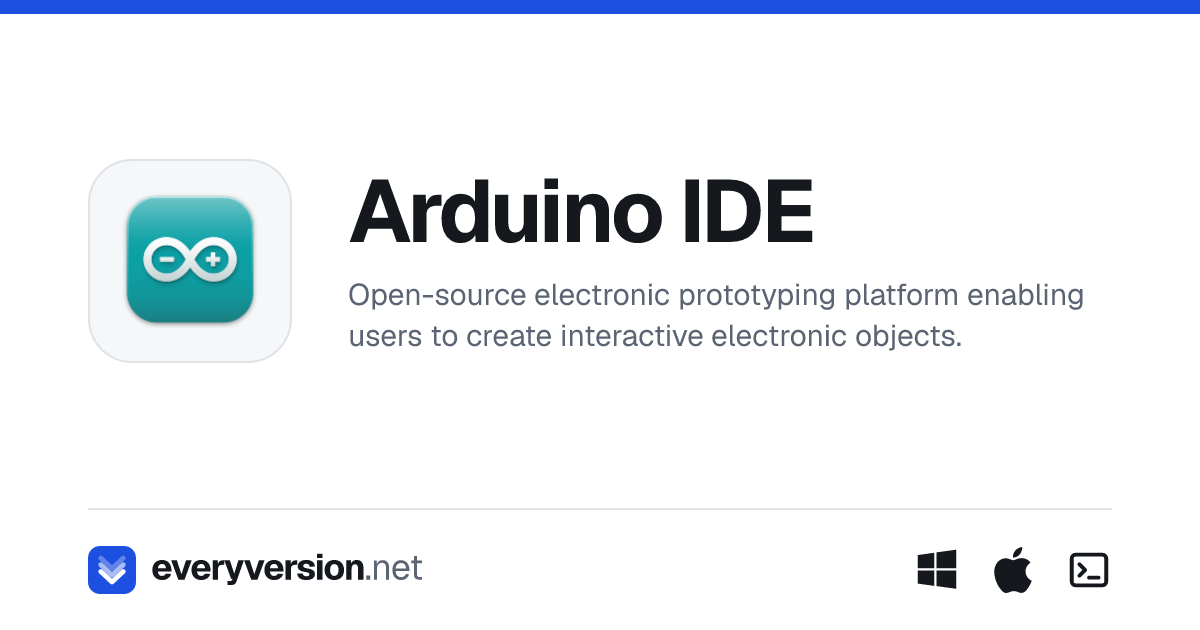 Arduino IDE
Open-source electronic prototyping platform enabling
users to create interactive electronic objects.
everyversion.net